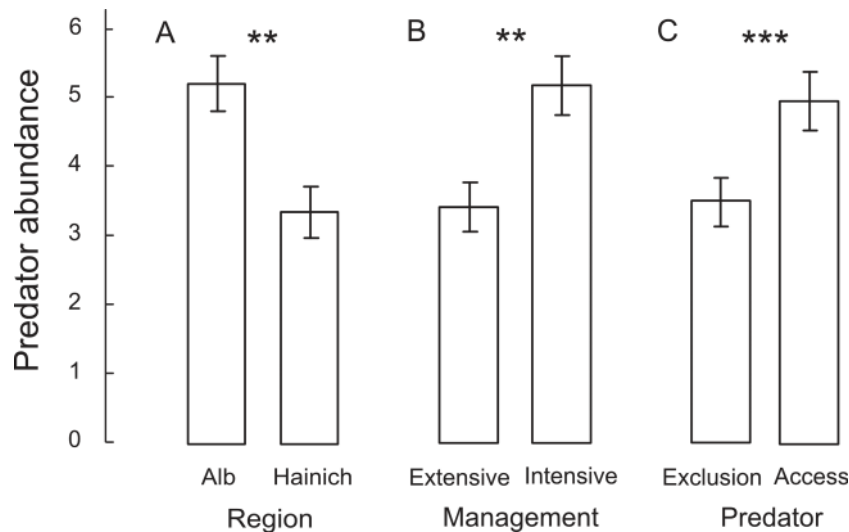 A ** B ** C ***
6
5
4
3
2
1
0
Predator abundance
Alb Hainich Extensive Intensive Exclusion Access
Region Management Predator